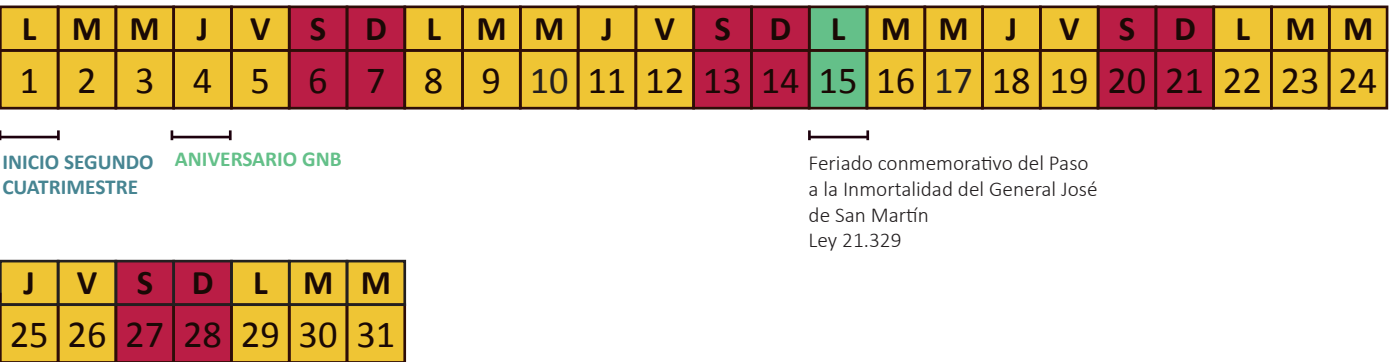 L M M J V S D L M M J V S D L M M J V S D L M M
1 2 3 4 5 6 7 8 9 10 11 12 13 14 15 16 17 18 19 20 21 22 23 24
INICIO SEGUNDO
CUATRIMESTRE
ANIVERSARIO GNB
Feriado conmemorativo del Paso
a la Inmortalidad del General José
de San Martín
Ley 21.329
J V S D L M M
25 26 27 28 29 30 31